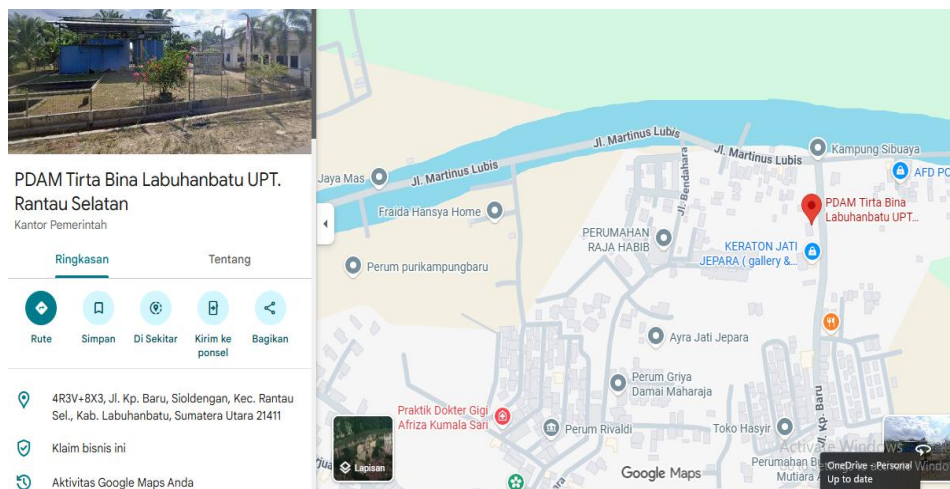 PDAM Tirta Bina Labuhanbatu UPT.
Rantau Selatan
Kantor Pemerintah
Ringkasan
Tentang
Rute
Simpan
Di Sekitar
Kirim ke
ponsel
Bagikan
4R3V+8X3, Jl. Kp. Baru, Sioldengan, Kec. Rantau
Sel., Kab. Labuhanbatu, Sumatera Utara 21411
Klaim bisnis ini
Aktivitas Google Maps Anda
Jl. Martinus Lubis
Jl. Martinus Lubis
Jl. Martinus Lubis
Kampung Sibuaya
Jaya Mas
AFD PO
Jl. Bendahara
Fraida Hansya Home
PDAM Tirta Bina
Labuhanbatu UPT...
PERUMAHAN
RAJA HABIB
KERATON JATI
JEPARA ( gallery &...
Perum purikampungbaru
Ayra Jati Jepara
Perum Griya
Damai Maharaja
Praktik Dokter Gigi
Afriza Kumala Sari
Perum Rivaldi
Toko Hasyir
Jl. Kp. Baru
Lapisan
Google Maps
Activate Windows
Perumahan B
Mutiara
OneDrive - Personal
Up to date